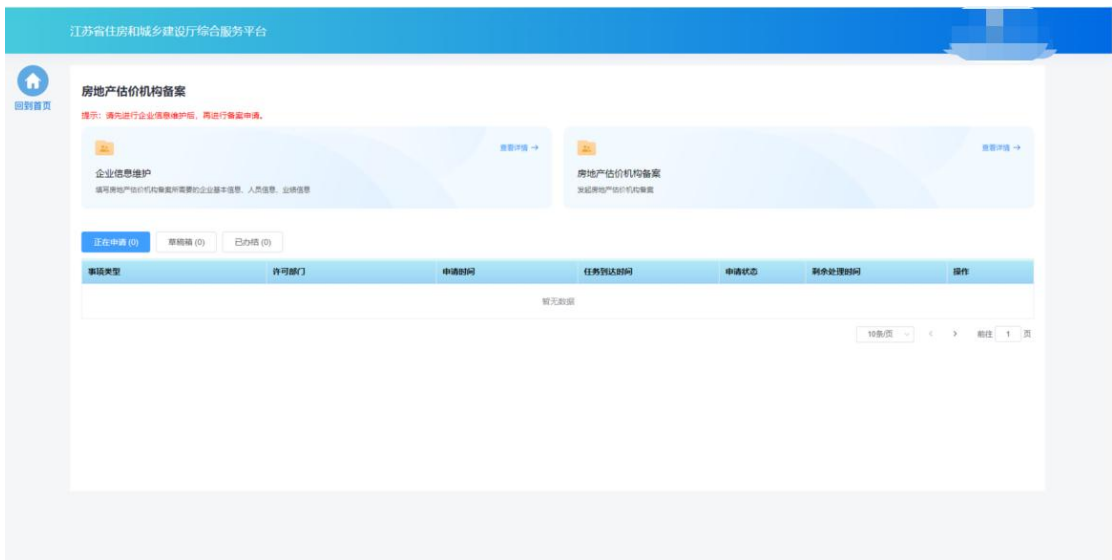 江苏省住房和城乡建设厅综合服务平台
回到首页
房地产估价机构备案
提示：请先进行企业信息维护后，再进行备案申请。
查看详情 →
企业信息维护
填写房地产估价机构备案所需要的企业基本信息、人员信息、业绩信息
查看详情 →
房地产估价机构备案
发起房地产估价机构备案
正在申请 (0) 草稿箱 (0) 已办结 (0)
事项类型 许可部门 申请时间 任务到达时间 申请状态 剩余处理时间 操作
暂无数据
10条/页 < > 前往 1 页